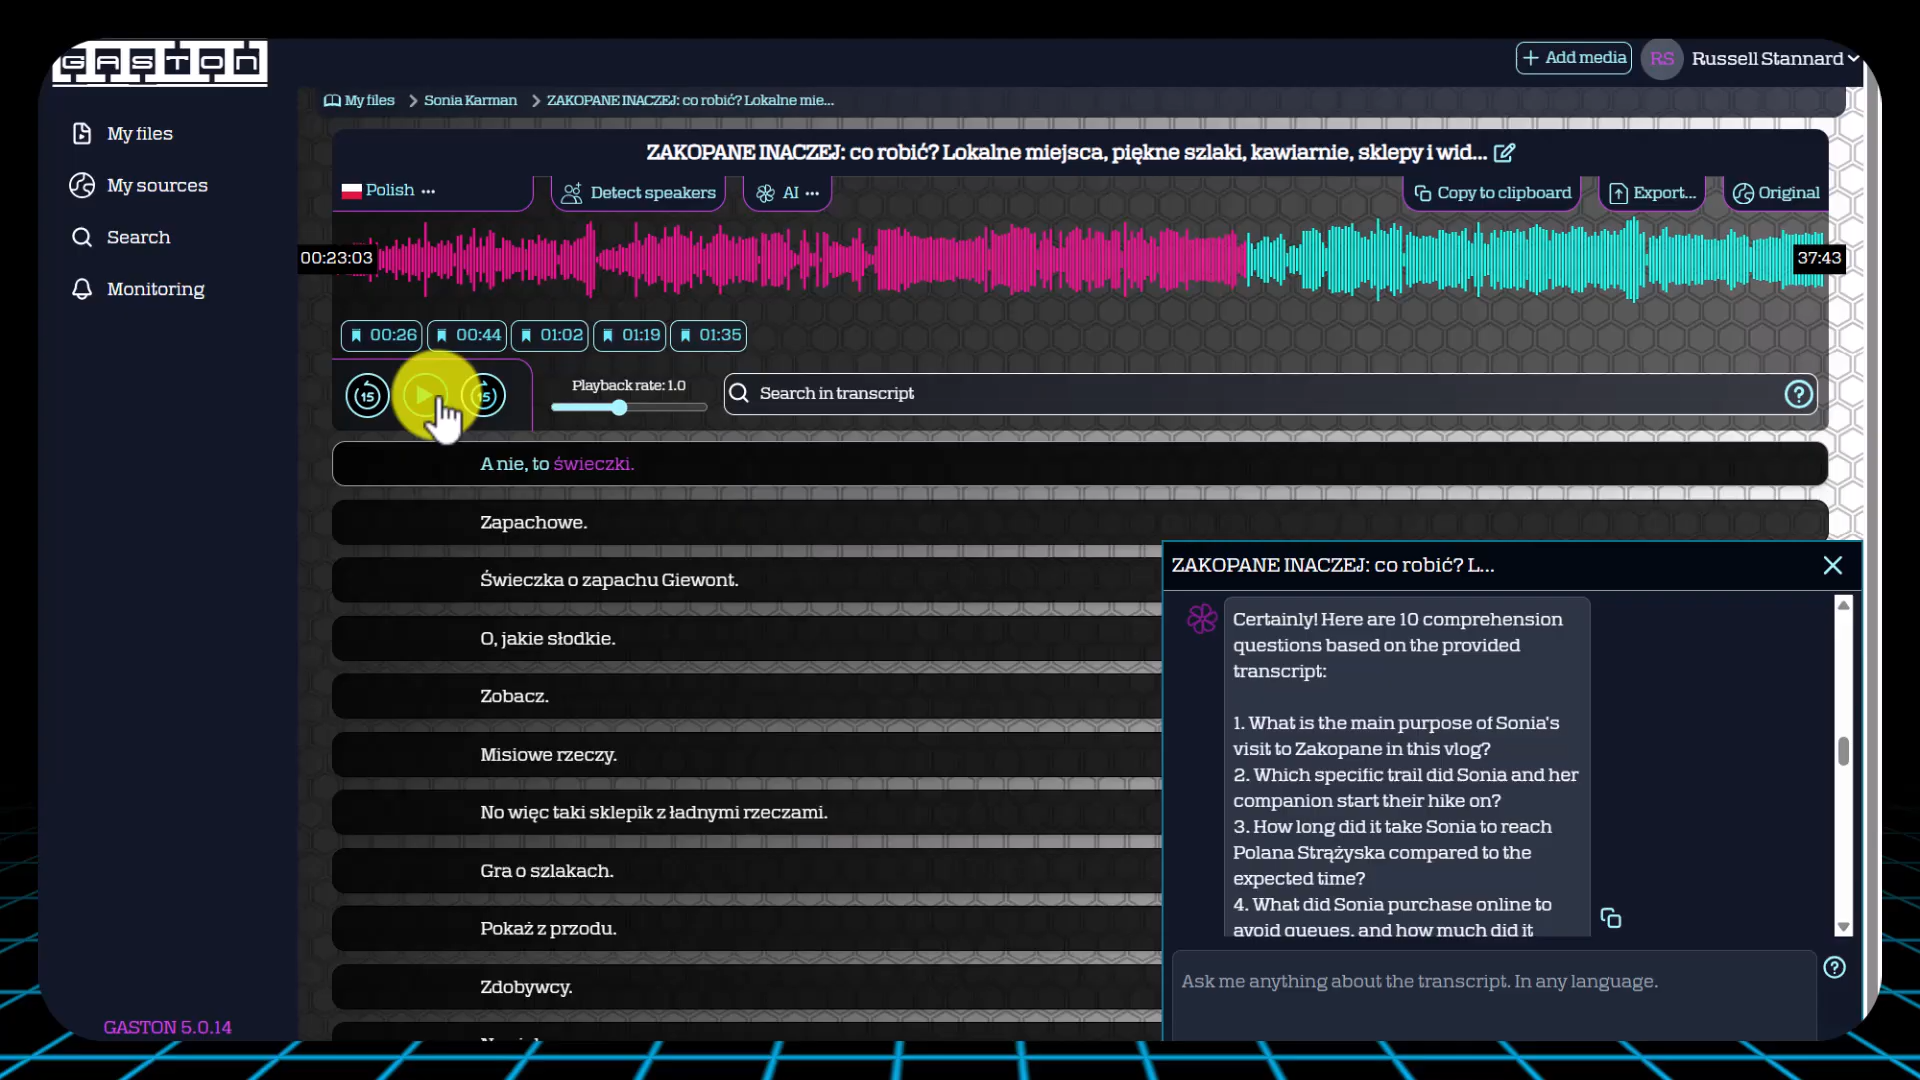 GASTON
+ Add media
RS
Russell Stannard
My files
My sources
Search
Monitoring
My files > Sonia Karman > ZAKOPANE INACZEJ: co robić? Lokalne mie...
ZAKOPANE INACZEJ: co robić? Lokalne miejsca, piękne szlaki, kawiarnie, sklepy i wid...
Polish ...
Detect speakers
AI ...
Copy to clipboard
Export...
Original
00:23:03
37:43
00:26
00:44
01:02
01:19
01:35
15
15
Playback rate: 1.0
Search in transcript
?
A nie, to świeczki.
Zapachowe.
Świeczka o zapachu Giewont.
O, jakie słodkie.
Zobacz.
Misiowe rzeczy.
No więc taki sklepik z ładnymi rzeczami.
Gra o szlakach.
Pokaż z przodu.
Zdobywcy.
ZAKOPANE INACZEJ: co robić? L...
Certainly! Here are 10 comprehension
questions based on the provided
transcript:
1. What is the main purpose of Sonia's
visit to Zakopane in this vlog?
2. Which specific trail did Sonia and her
companion start their hike on?
3. How long did it take Sonia to reach
Polana Strążyska compared to the
expected time?
4. What did Sonia purchase online to
avoid queues, and how much did it
Ask me anything about the transcript. In any language.
?
GASTON 5.0.14